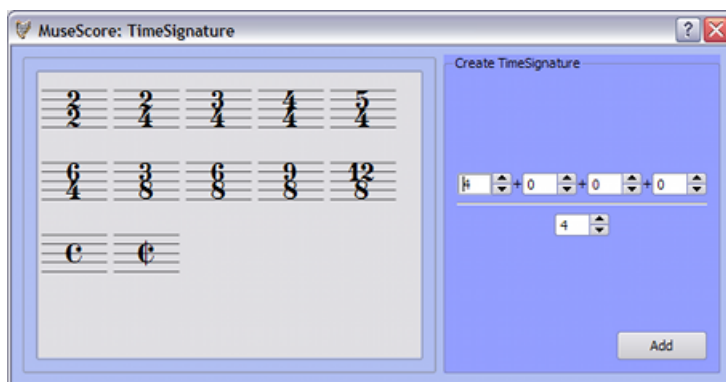 MuseScore: TimeSignature
?
Create TimeSignature
2 2 3 4 5
2 4 4 4 4
6 3 6 9 12
4 8 8 8 8
4 + 0 + 0 + 0
4
Add